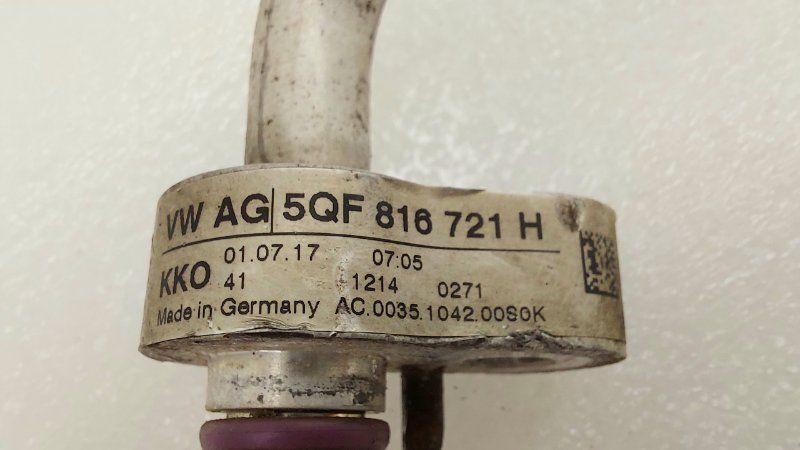 VW AG 5QF 816 721 H
KKO 01.07.17 07:05
41 1214 0271
Made in Germany AC.0035.1042.00S0K